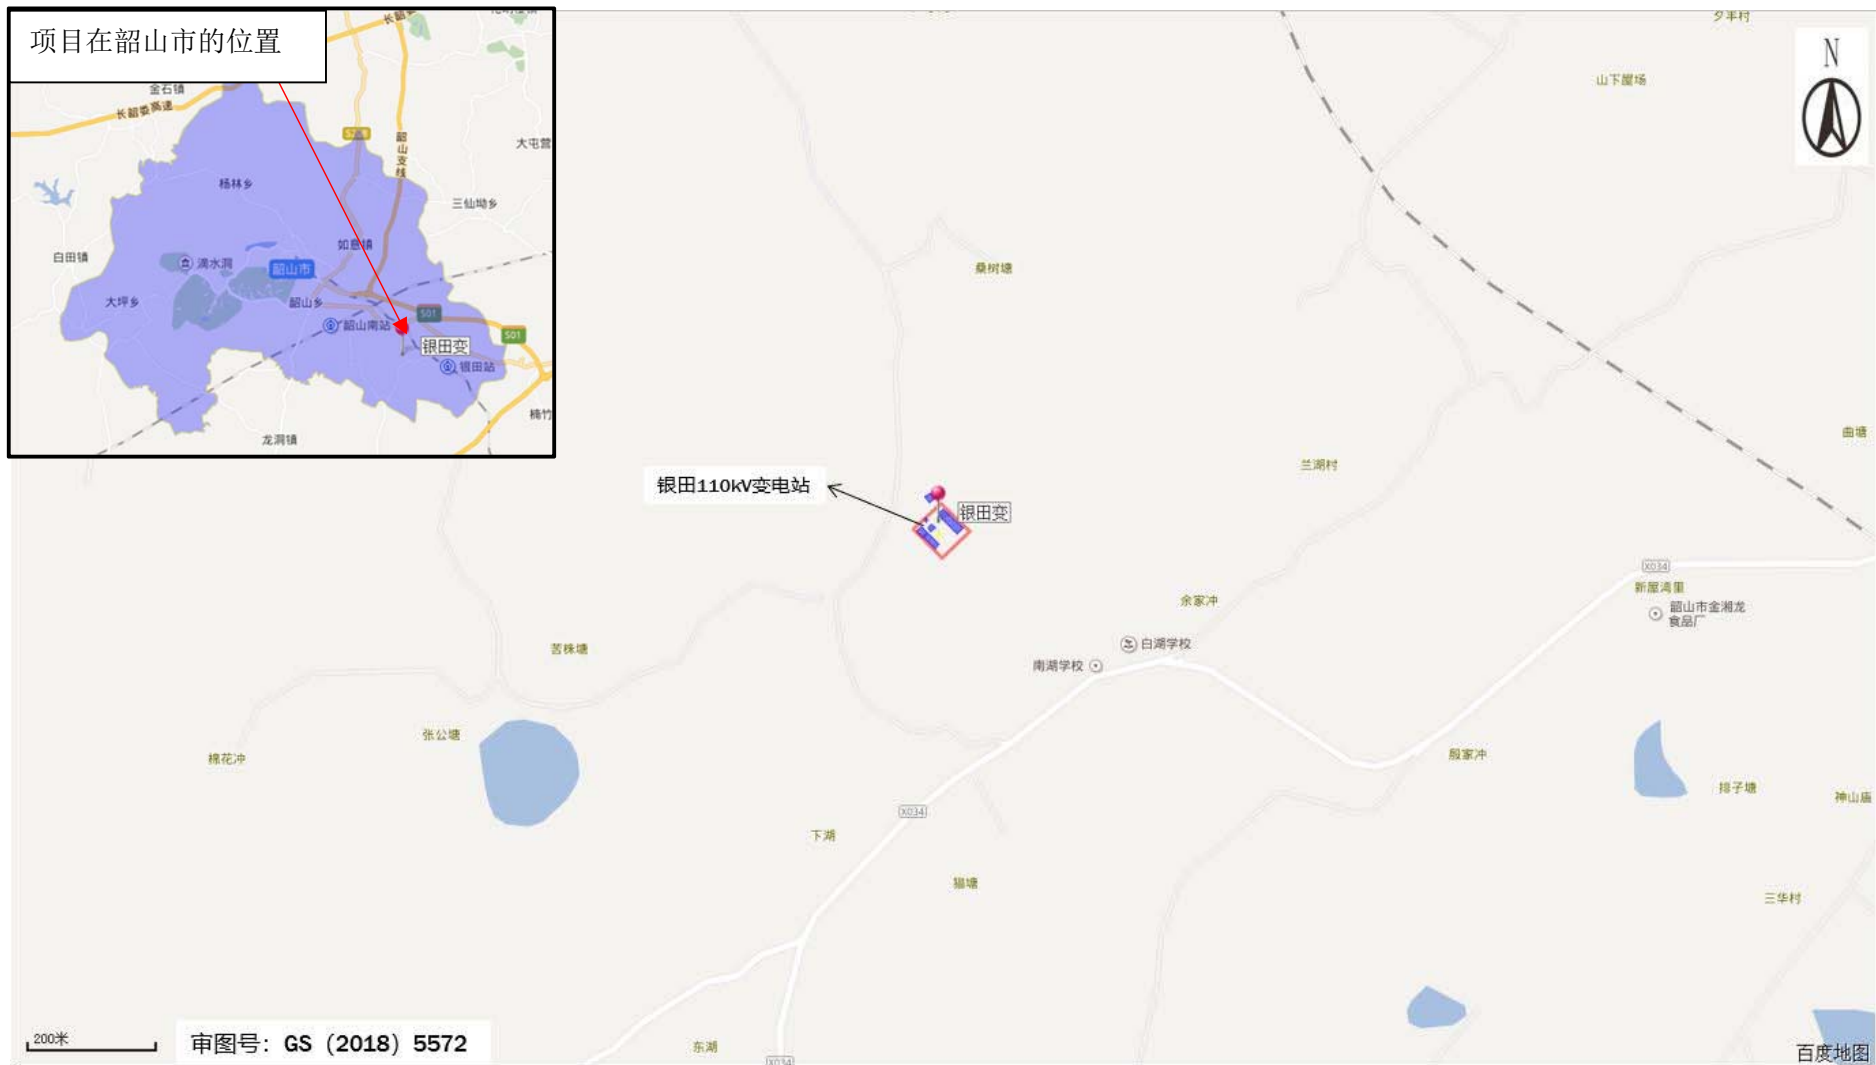 项目在韶山市的位置
金石镇
长韶娄高速
长韶
大屯营
韶山支线
杨林乡
三仙坳乡
如意镇
白田镇
滴水洞
韶山市
大坪乡
韶山乡
S01
韶山南站
S01
银田变
银田站
楠竹
龙洞镇
N
山下屋场
桑树塘
曲塘
兰湖村
银田110kV变电站
银田变
X034
新屋湾里
余家冲
韶山市金湘龙
食品厂
白湖学校
苦株塘
南湖学校
张公塘
棉花冲
殷家冲
排子塘
神山庙
X034
下湖
猫塘
三华村
200米
审图号：GS（2018）5572
东湖
X034
百度地图